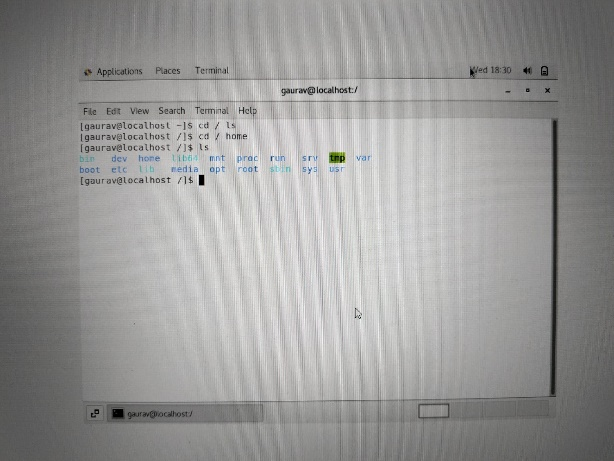 Applications Places Terminal Wed 18:30
gaurav@localhost:/
File Edit View Search Terminal Help
[gaurav@localhost ~]$ cd / ls
[gaurav@localhost /]$ cd / home
[gaurav@localhost /]$ ls
bin dev home lib64 mnt proc run srv tmp var
boot etc lib media opt root sbin sys usr
[gaurav@localhost /]$
gaurav@localhost:/